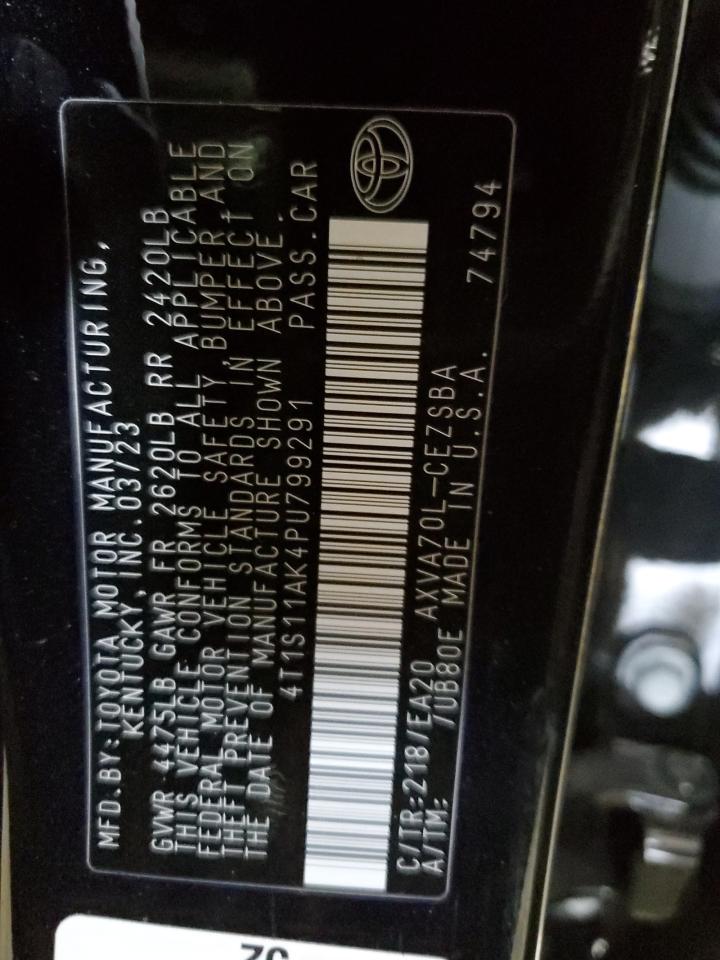 MFD.BY:TOYOTA MOTOR MANUFACTURING,
KENTUCKY, INC. 03/23
GVWR 4475LB GAWR FR 2620LB RR 2420LB
THIS VEHICLE CONFORMS TO ALL APPLICABLE
FEDERAL MOTOR VEHICLE SAFETY, BUMPER, AND
THEFT PREVENTION STANDARDS IN EFFECT ON
THE DATE OF MANUFACTURE SHOWN ABOVE.
4T1S11AK4PU799291 PASS.CAR
C/TR:218/EA20 AXVA70L-CEZSBA
A/TM: /UB80E MADE IN U.S.A. 74794